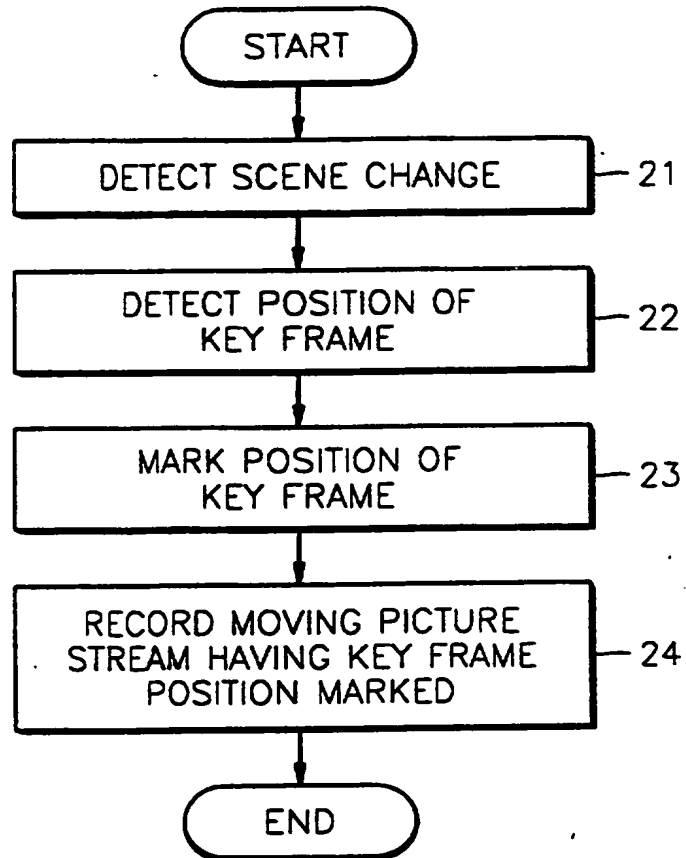 START
DETECT SCENE CHANGE
21
DETECT POSITION OF
KEY FRAME
22
MARK POSITION OF
KEY FRAME
23
RECORD MOVING PICTURE
STREAM HAVING KEY FRAME
POSITION MARKED
24
END